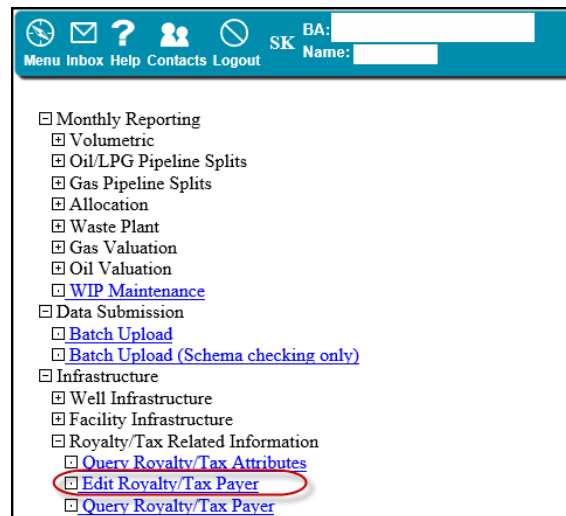 SK BA:
Name:
Menu Inbox Help Contacts Logout
Monthly Reporting
Volumetric
Oil/LPG Pipeline Splits
Gas Pipeline Splits
Allocation
Waste Plant
Gas Valuation
Oil Valuation
WIP Maintenance
Data Submission
Batch Upload
Batch Upload (Schema checking only)
Infrastructure
Well Infrastructure
Facility Infrastructure
Royalty/Tax Related Information
Query Royalty/Tax Attributes
Edit Royalty/Tax Payer
Query Royalty/Tax Payer